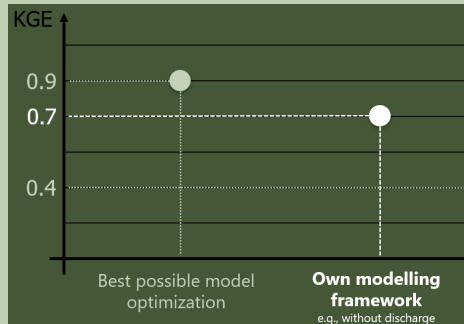 KGE
0.9
0.7
0.4
Best possible model
optimization
Own modelling
framework
e.g., without discharge